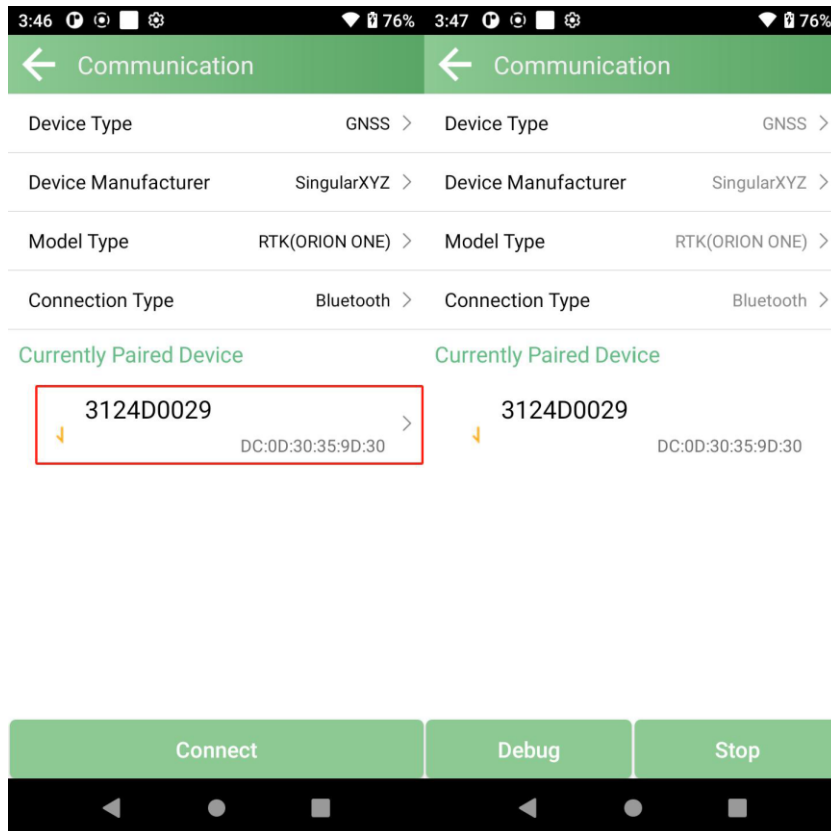 3:46 76%
Communication
Device Type GNSS
Device Manufacturer SingularXYZ
Model Type RTK(ORION ONE)
Connection Type Bluetooth
Currently Paired Device
3124D0029
DC:0D:30:35:9D:30
Connect
3:47 76%
Communication
Device Type GNSS
Device Manufacturer SingularXYZ
Model Type RTK(ORION ONE)
Connection Type Bluetooth
Currently Paired Device
3124D0029
DC:0D:30:35:9D:30
Debug Stop